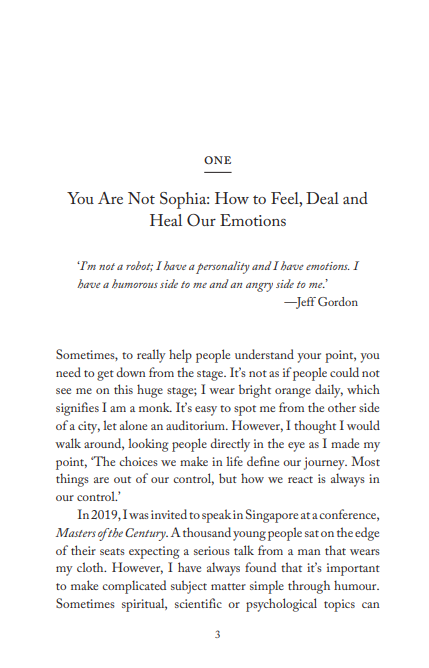 ONE
You Are Not Sophia: How to Feel, Deal and
Heal Our Emotions
‘I’m not a robot; I have a personality and I have emotions. I
have a humorous side to me and an angry side to me.’
—Jeff Gordon
Sometimes, to really help people understand your point, you
need to get down from the stage. It’s not as if people could not
see me on this huge stage; I wear bright orange daily, which
signifies I am a monk. It’s easy to spot me from the other side
of a city, let alone an auditorium. However, I thought I would
walk around, looking people directly in the eye as I made my
point, ‘The choices we make in life define our journey. Most
things are out of our control, but how we react is always in
our control.’
In 2019, I was invited to speak in Singapore at a conference,
Masters of the Century. A thousand young people sat on the edge
of their seats expecting a serious talk from a man that wears
my cloth. However, I have always found that it’s important
to make complicated subject matter simple through humour.
Sometimes spiritual, scientific or psychological topics can
3